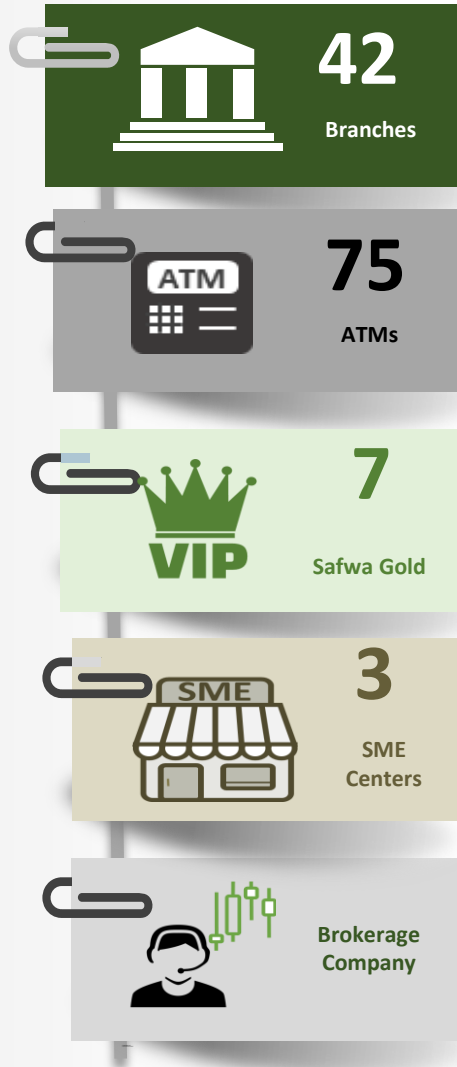 42
Branches
ATM
75
ATMs
7
VIP
Safwa Gold
3
SME
SME
Centers
Brokerage
Company